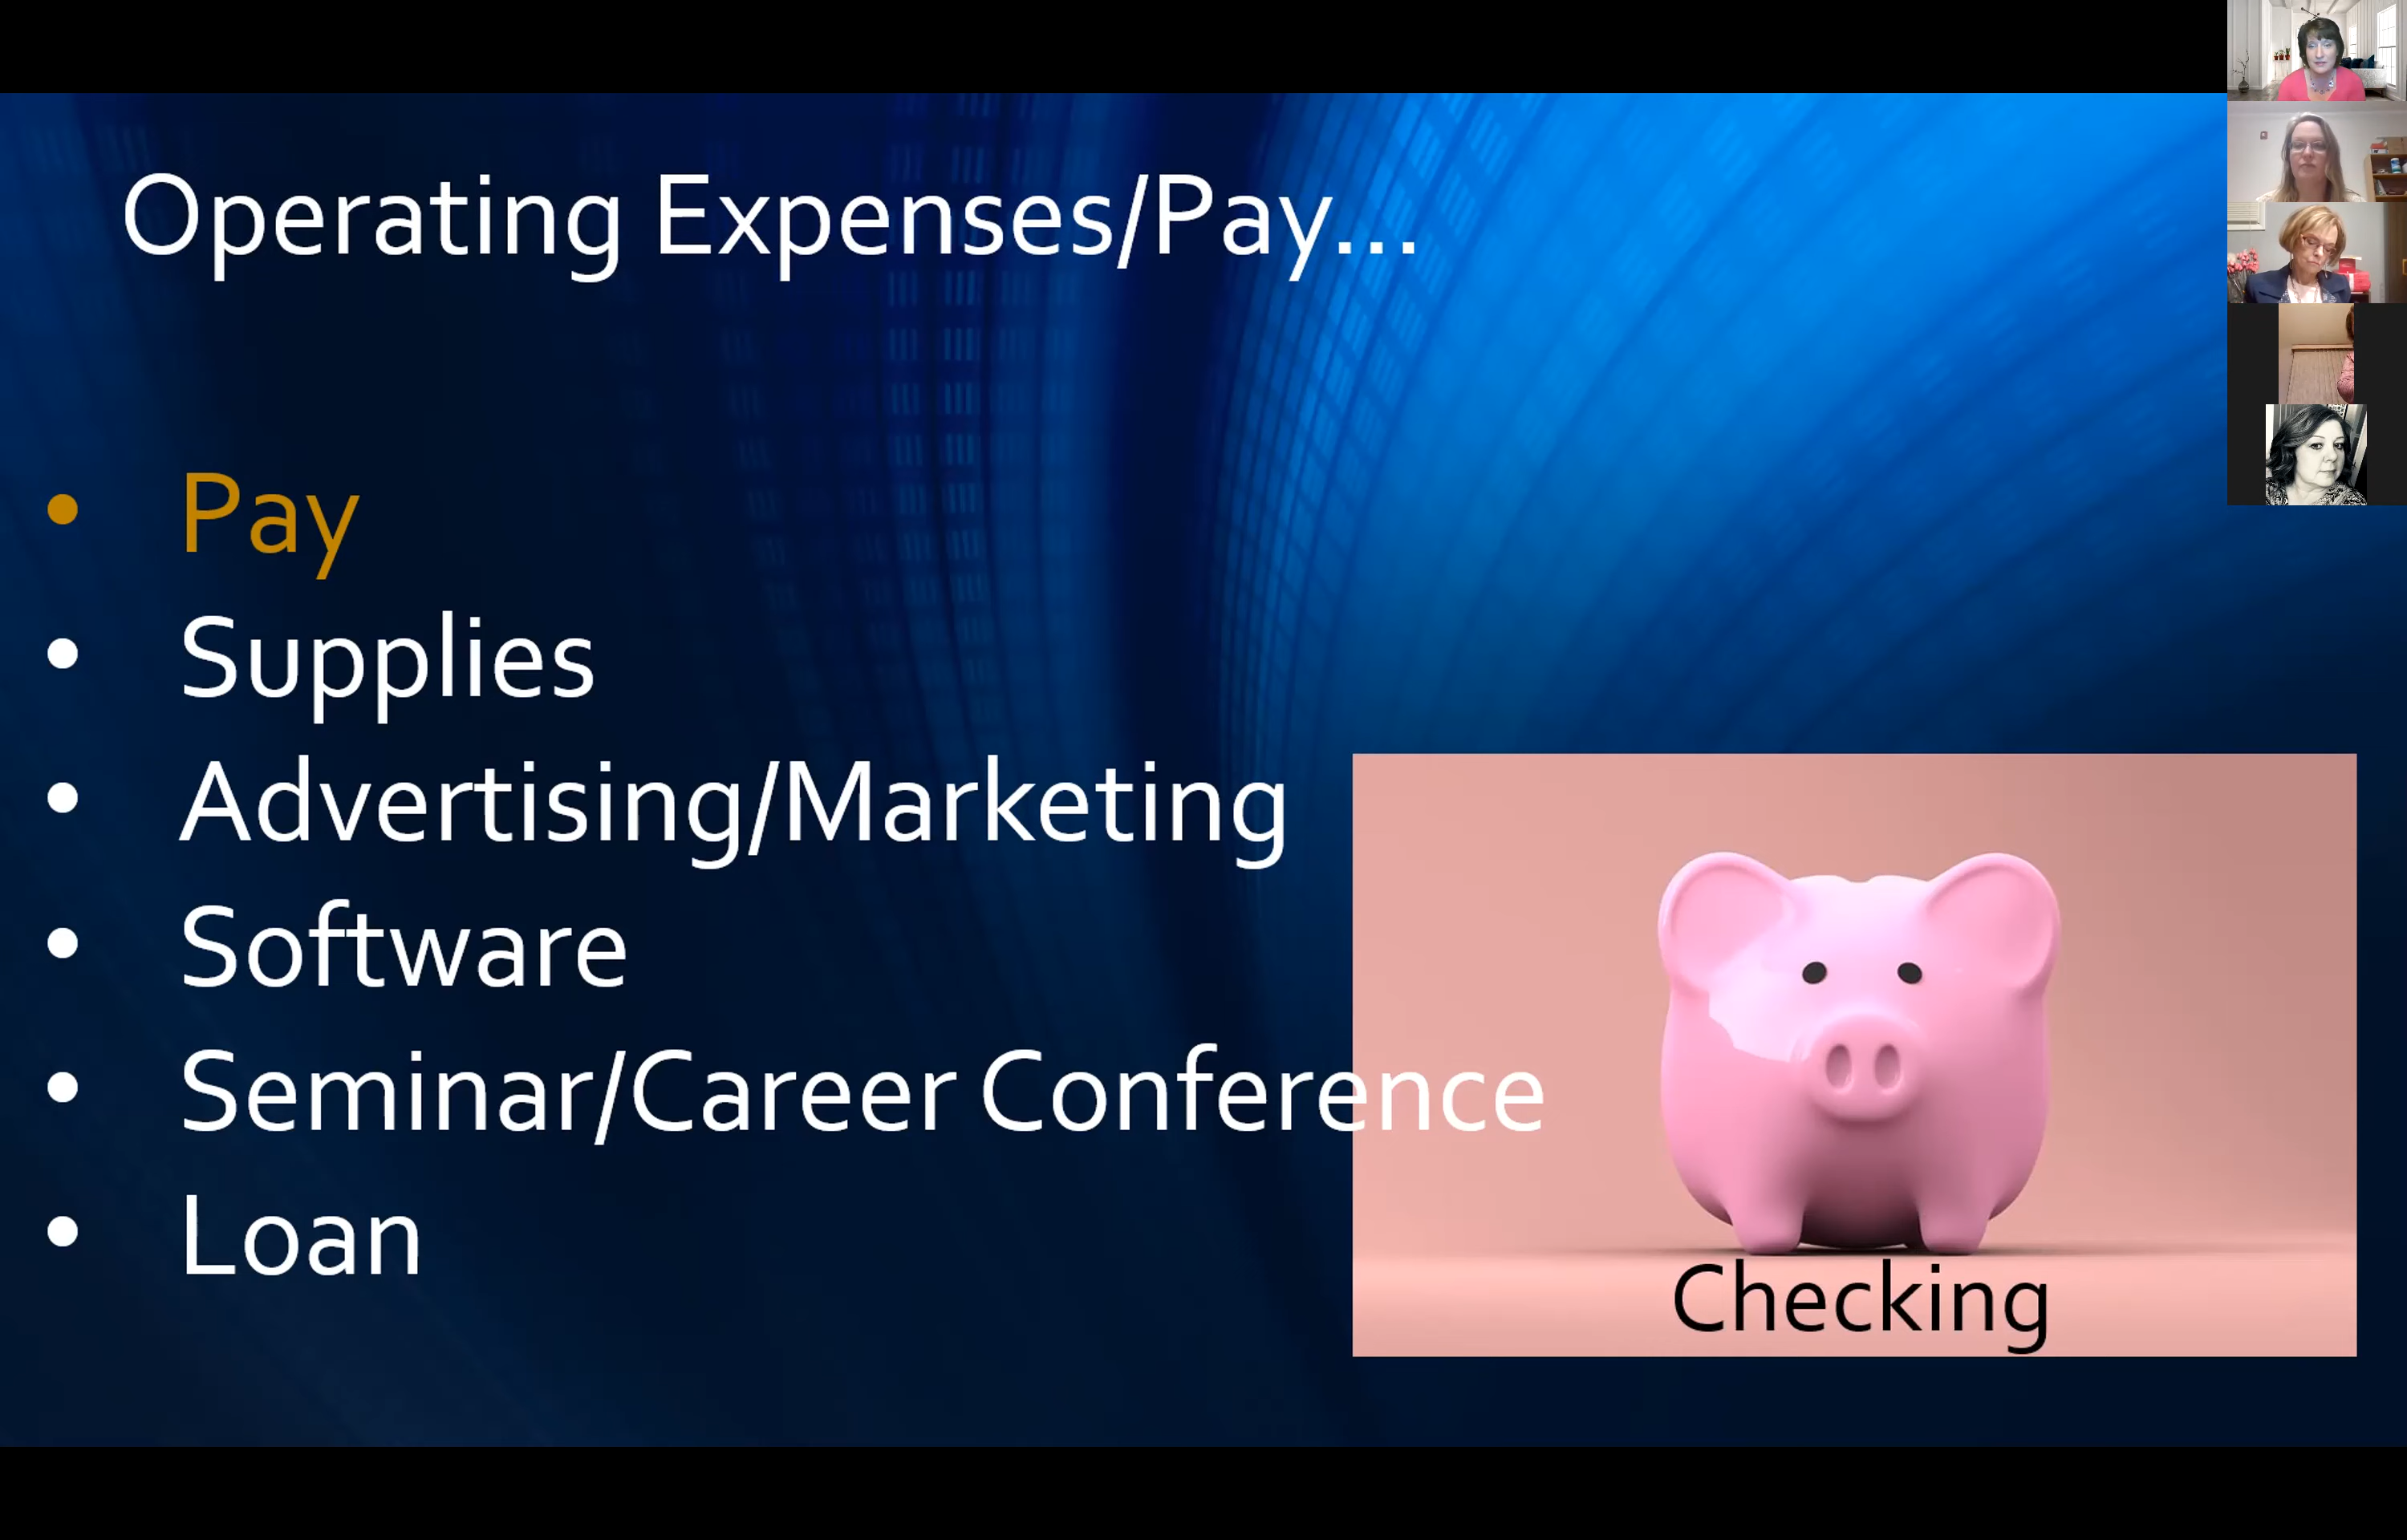 Operating Expenses/Pay...
• Pay
• Supplies
• Advertising/Marketing
• Software
• Seminar/Career Conference
• Loan
Checking